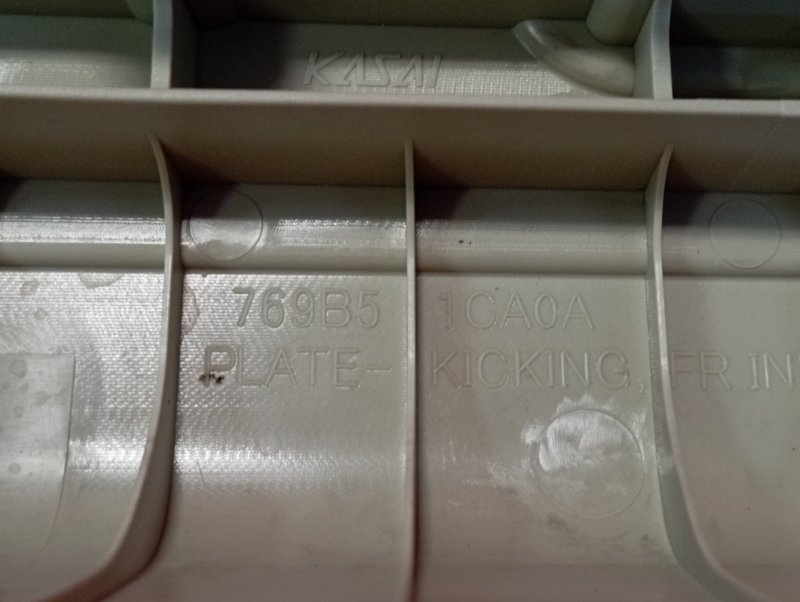 KASAI
769B5 1CA0A
PLATE- KICKING, FR IN